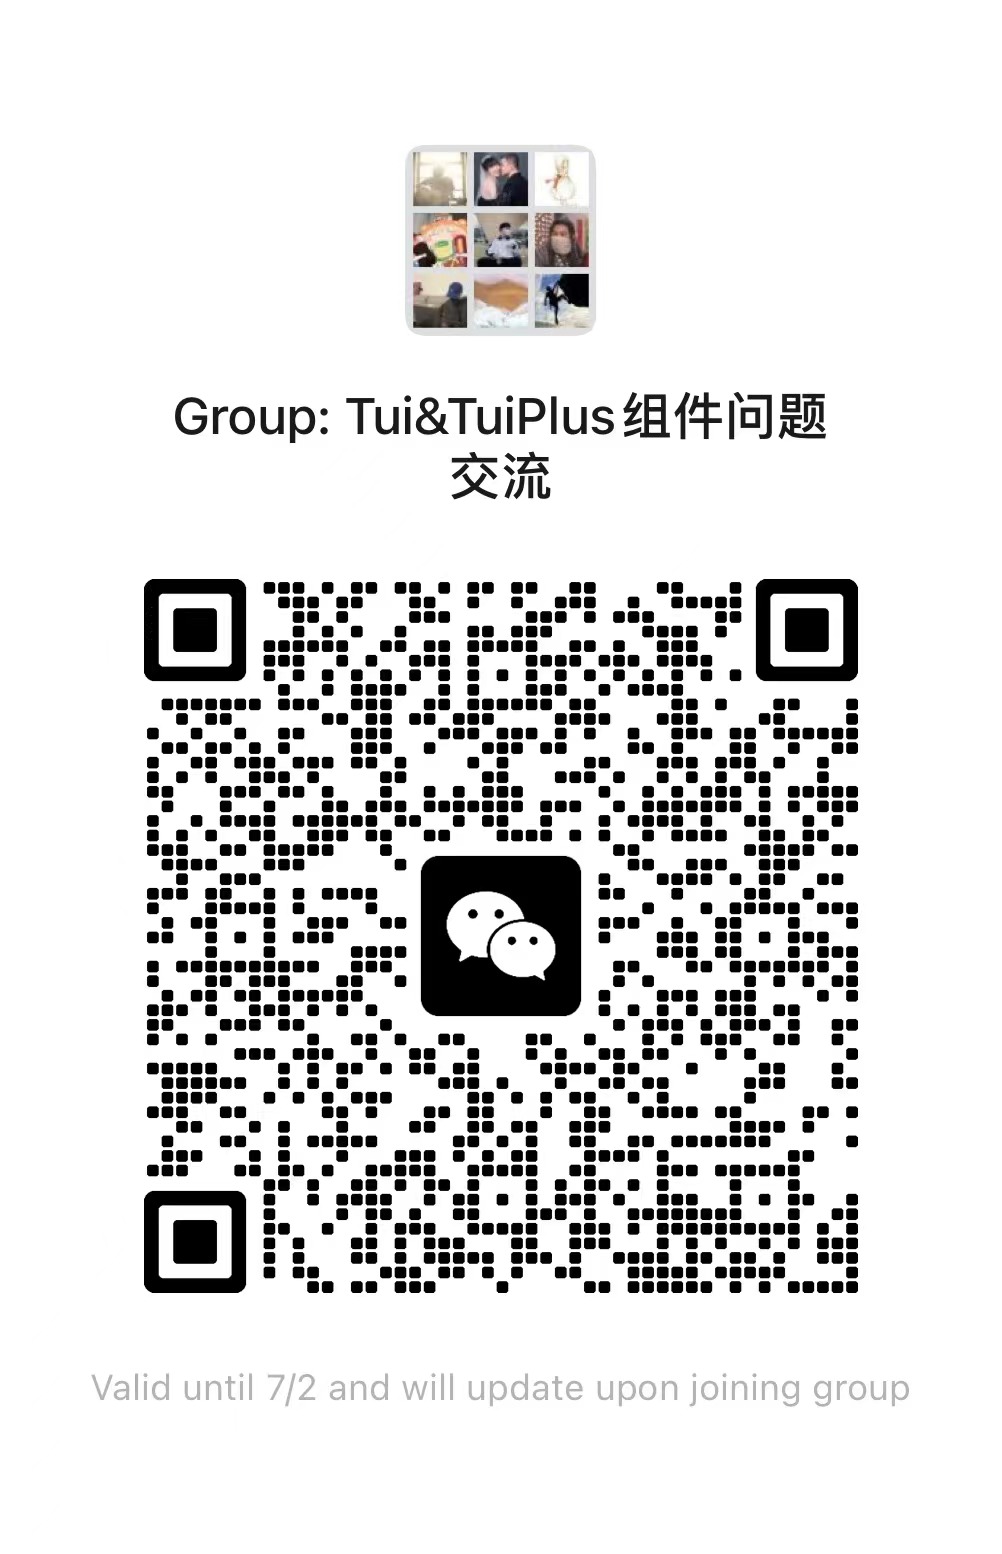 Group: Tui&TuiPlus组件问题
交流
Valid until 7/2 and will update upon joining group